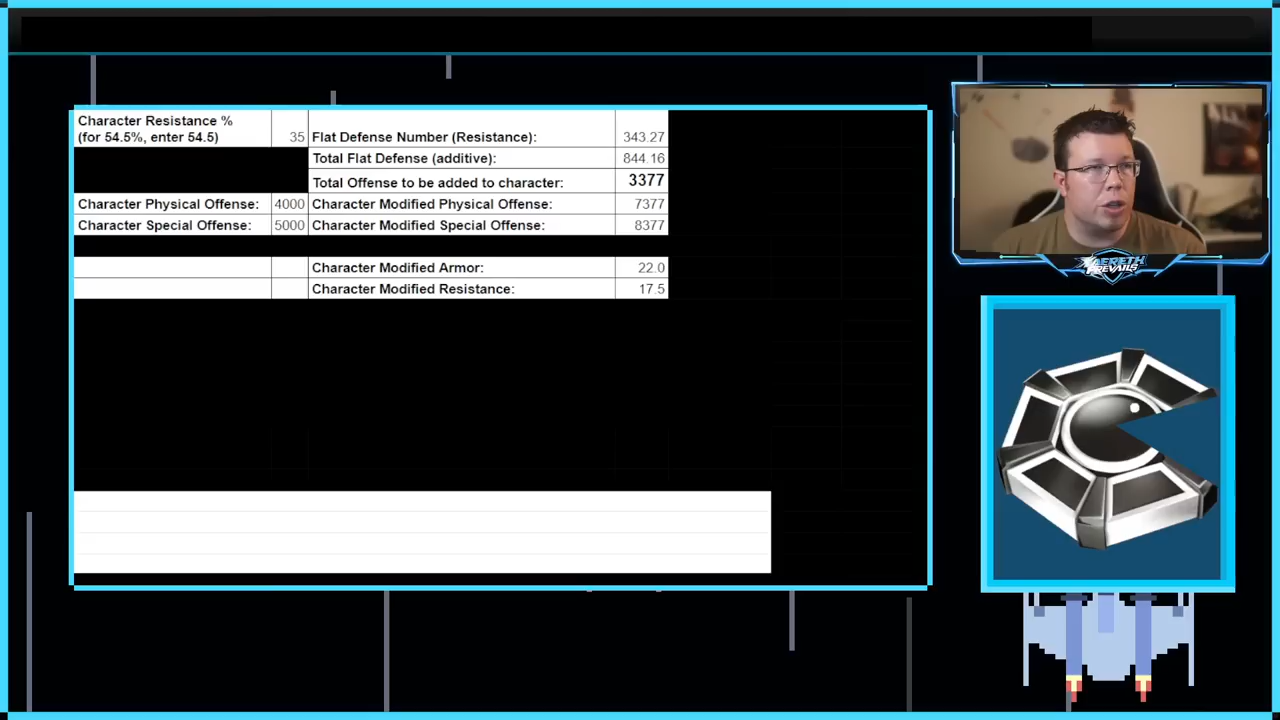 Character Resistance %
(for 54.5%, enter 54.5) 35 Flat Defense Number (Resistance): 343.27
Total Flat Defense (additive): 844.16
Total Offense to be added to character: 3377
Character Physical Offense: 4000 Character Modified Physical Offense: 7377
Character Special Offense: 5000 Character Modified Special Offense: 8377
Character Modified Armor: 22.0
Character Modified Resistance: 17.5
XAERETH
PREVAILS